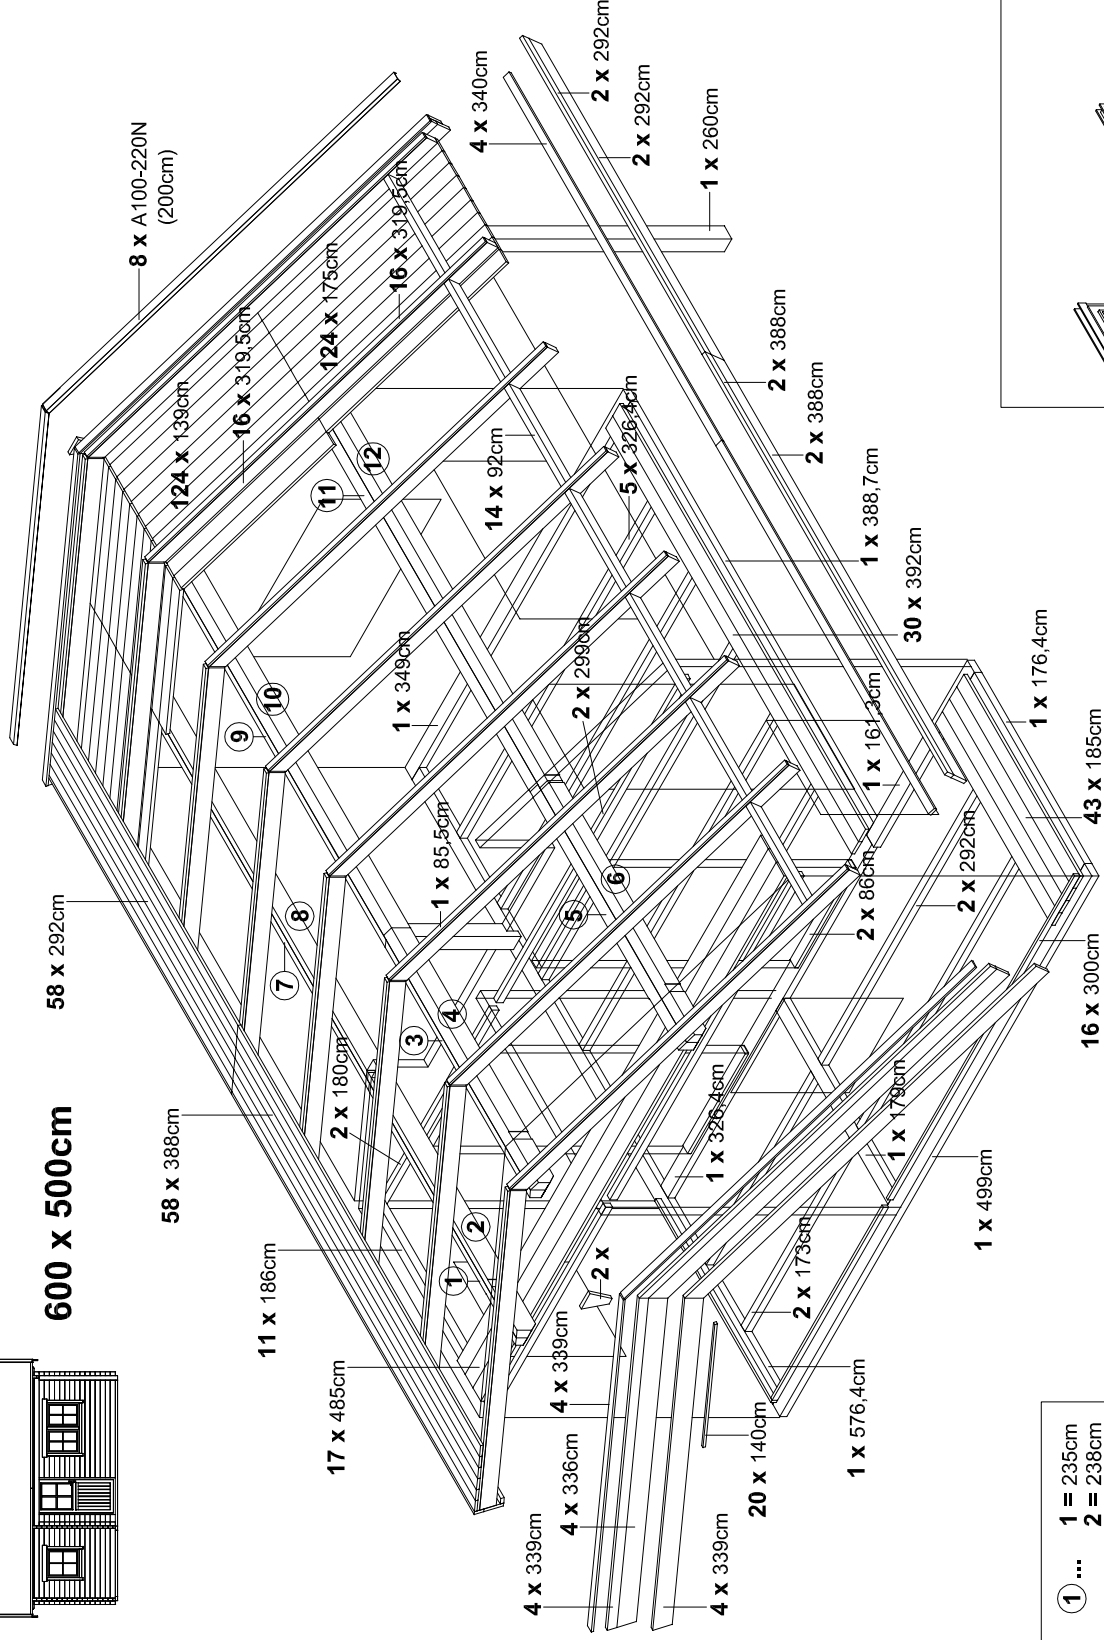 600 x 500cm
8 x A100-220N
(200cm)
4 x 340cm
2 x 292cm
2 x 292cm
1 x 260cm
124 x 139cm
16 x 319,5cm
124 x 175cm
16 x 319,5cm
2 x 388cm
2 x 388cm
14 x 92cm
5 x 326,4cm
1 x 388,7cm
30 x 392cm
1 x 349cm
2 x 299cm
1 x 161,3cm
1 x 176,4cm
43 x 185cm
1 x 85,5cm
2 x 86cm
2 x 292cm
16 x 300cm
58 x 292cm
58 x 388cm
2 x 180cm
11 x 186cm
17 x 485cm
1 x 326,4cm
1 x 179cm
1 x 499cm
2 x 173cm
2 x
4 x 339cm
4 x 336cm
4 x 339cm
4 x 339cm
20 x 140cm
1 x 576,4cm
1
2
3
4
5
6
7
8
9
10
11
12
1 ... 1 = 235cm
2 = 238cm